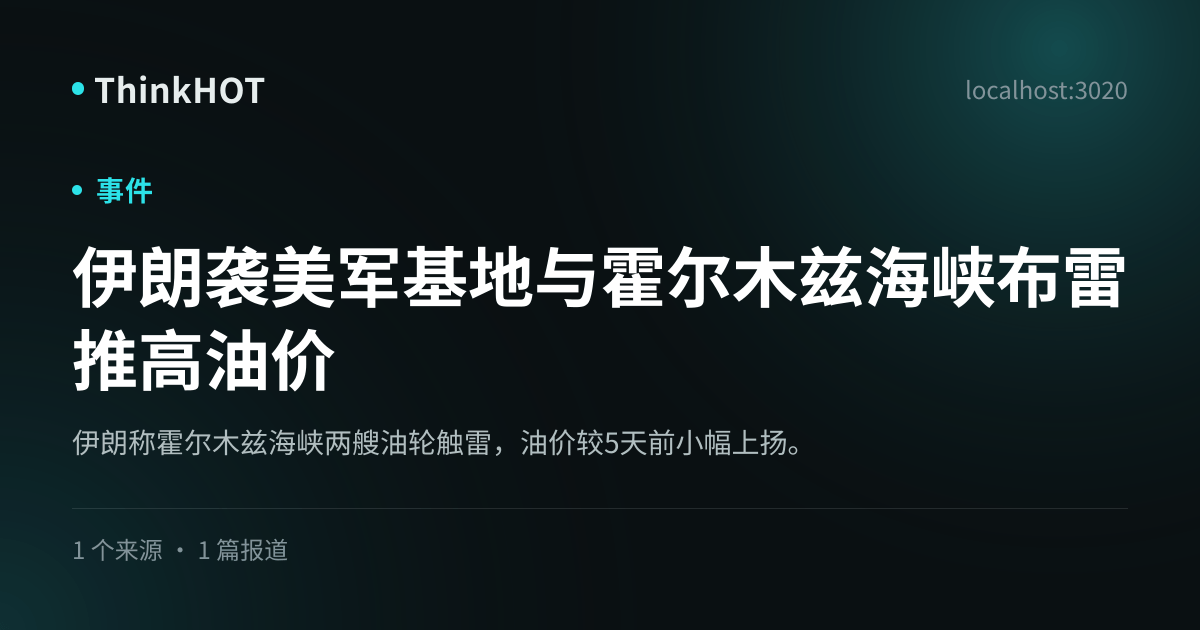 ThinkHOT
localhost:3020
事件
伊朗袭美军基地与霍尔木兹海峡布雷
推高油价
伊朗称霍尔木兹海峡两艘油轮触雷，油价较5天前小幅上扬。
1 个来源 · 1 篇报道